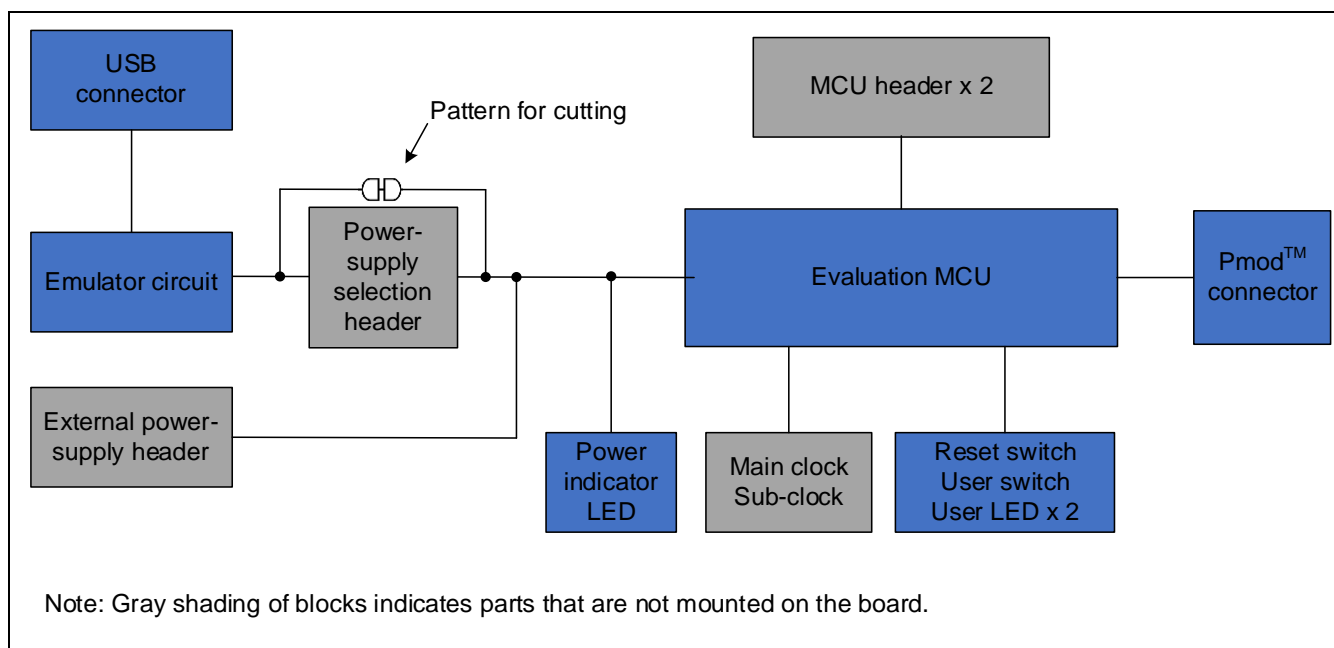 USB
connector
MCU header x 2
Pattern for cutting
Emulator circuit
Power-
supply
selection
header
Evaluation MCU
Pmod™
connector
External power-
supply header
Power
indicator
LED
Main clock
Sub-clock
Reset switch
User switch
User LED x 2
Note: Gray shading of blocks indicates parts that are not mounted on the board.